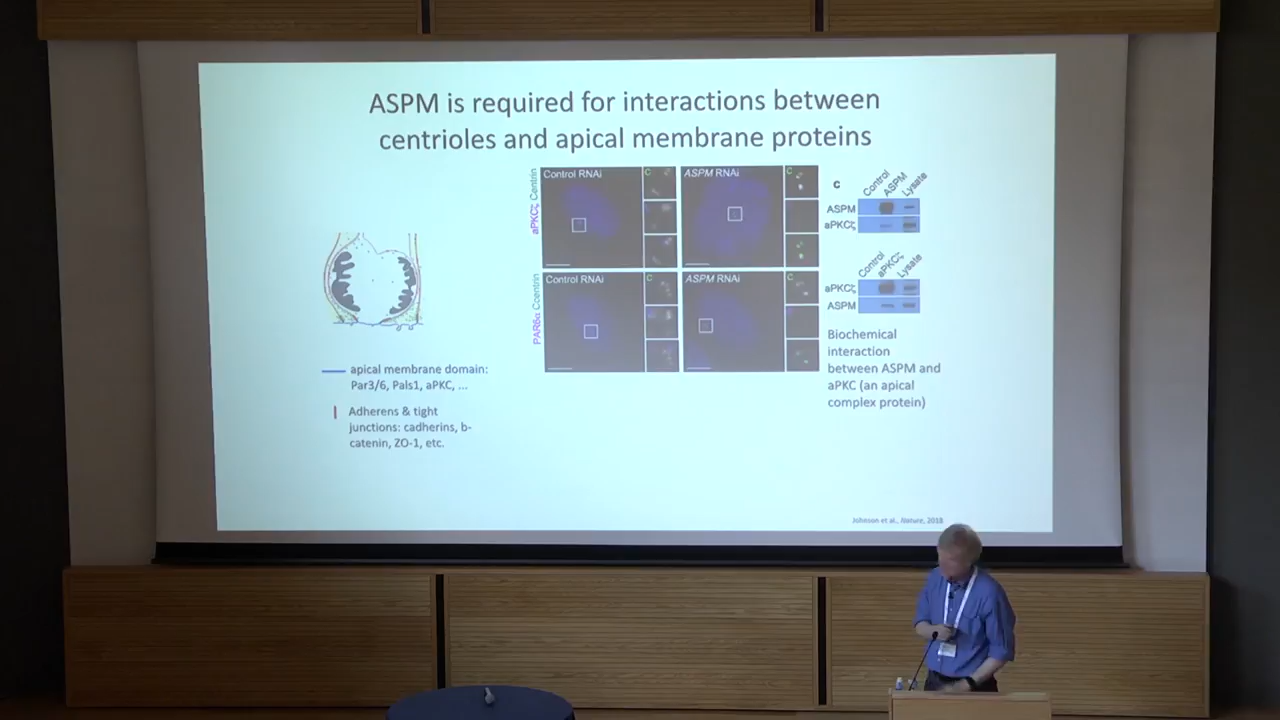 ASPM is required for interactions between
centrioles and apical membrane proteins
aPKCζ Centrin
Control RNAi
C
ASPM RNAi
C
PAR6α Ccentrin
Control RNAi
C
ASPM RNAi
C
C
Control
ASPM
Lysate
ASPM
aPKCζ
Control
aPKCζ
Lysate
aPKCζ
ASPM
Biochemical
interaction
between ASPM and
aPKC (an apical
complex protein)
apical membrane domain:
Par3/6, Pals1, aPKC, ...
Adherens & tight
junctions: cadherins, b-
catenin, ZO-1, etc.
Johnson et al., Nature, 2018